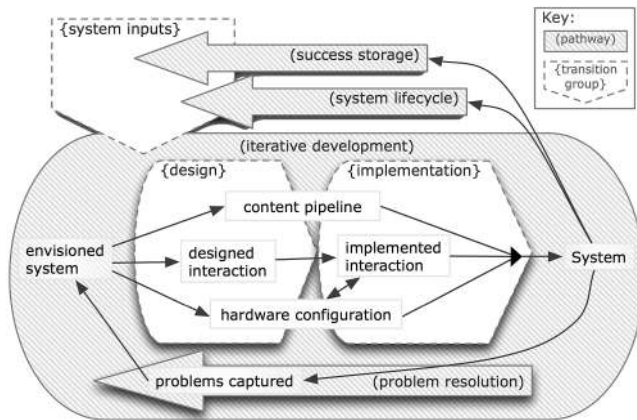 {system inputs}
(success storage)
(system lifecycle)
Key:
(pathway)
{transition
group}
(iterative development)
{design}
{implementation}
content pipeline
envisioned
system
designed
interaction
implemented
interaction
System
hardware configuration
problems captured
(problem resolution)